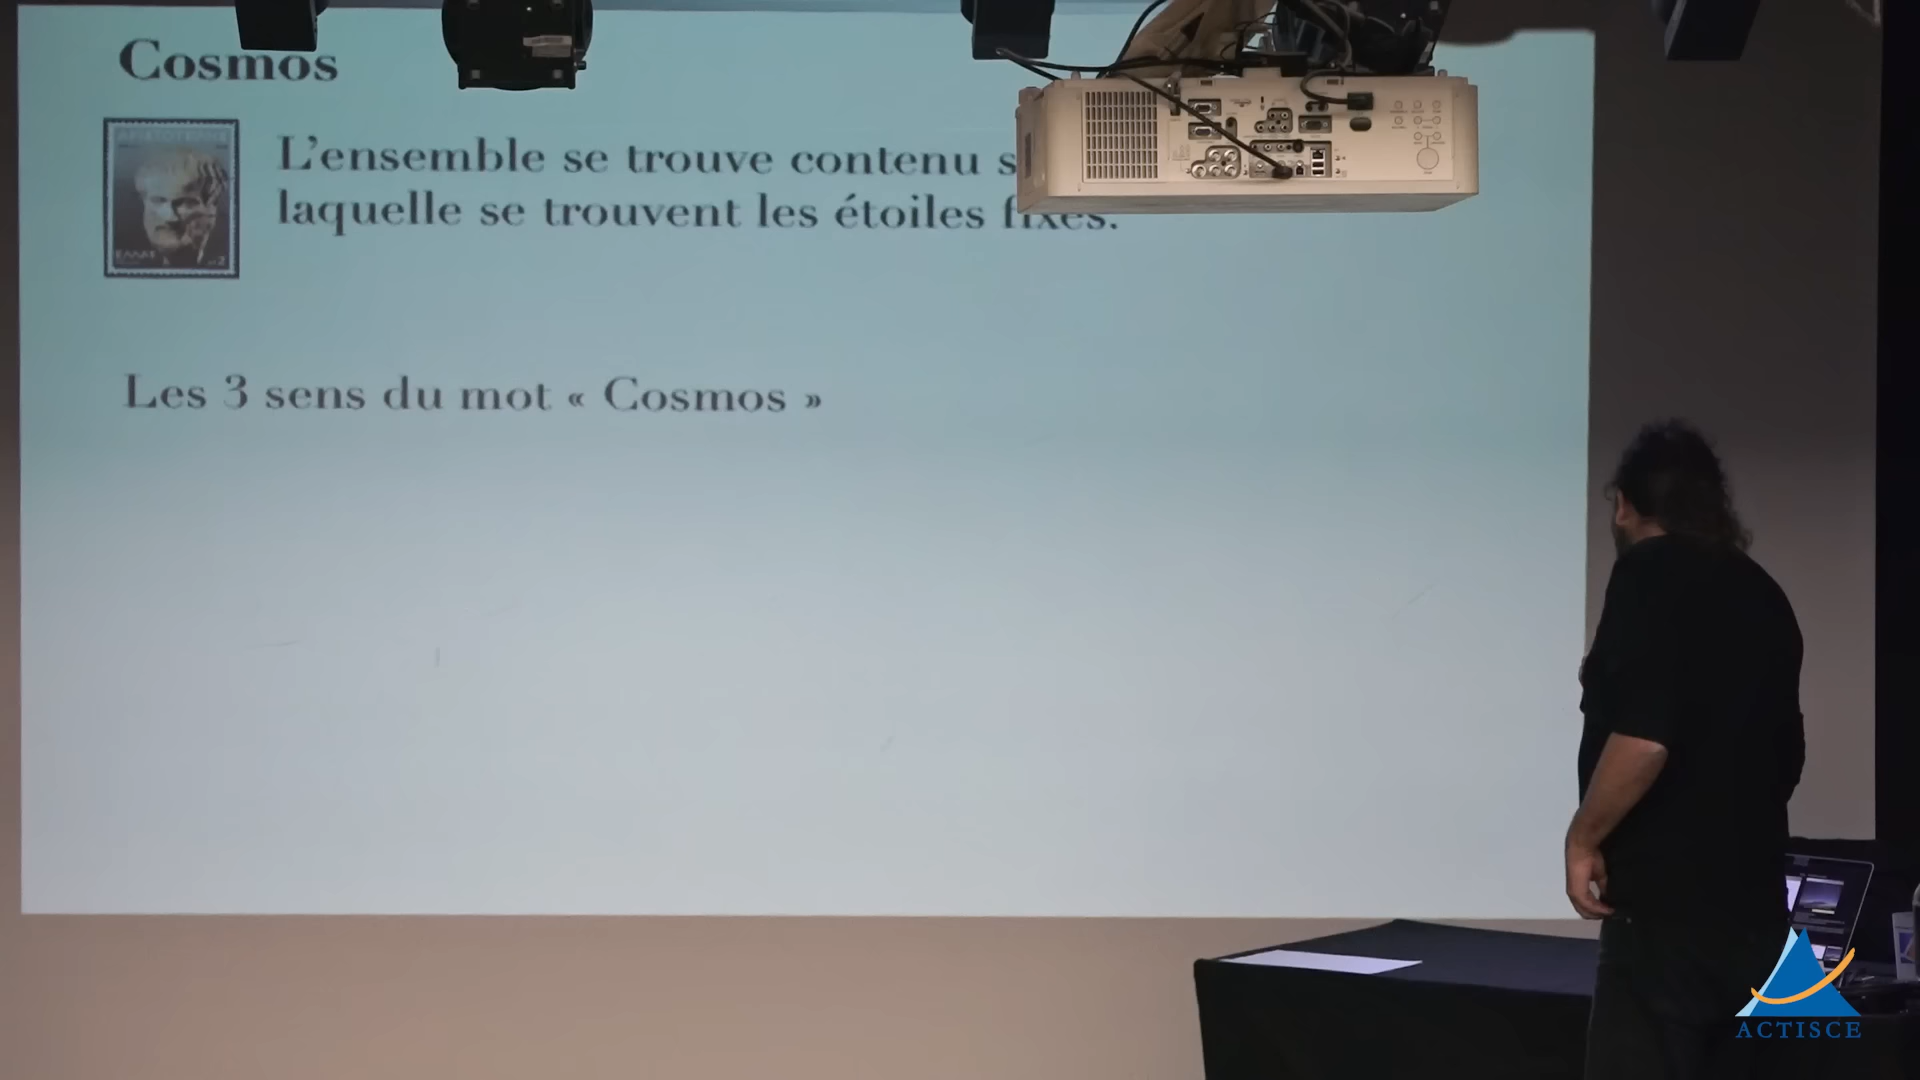 Cosmos
L'ensemble se trouve contenu
laquelle se trouvent les étoiles fixes.
Les 3 sens du mot « Cosmos »
ACTISCE